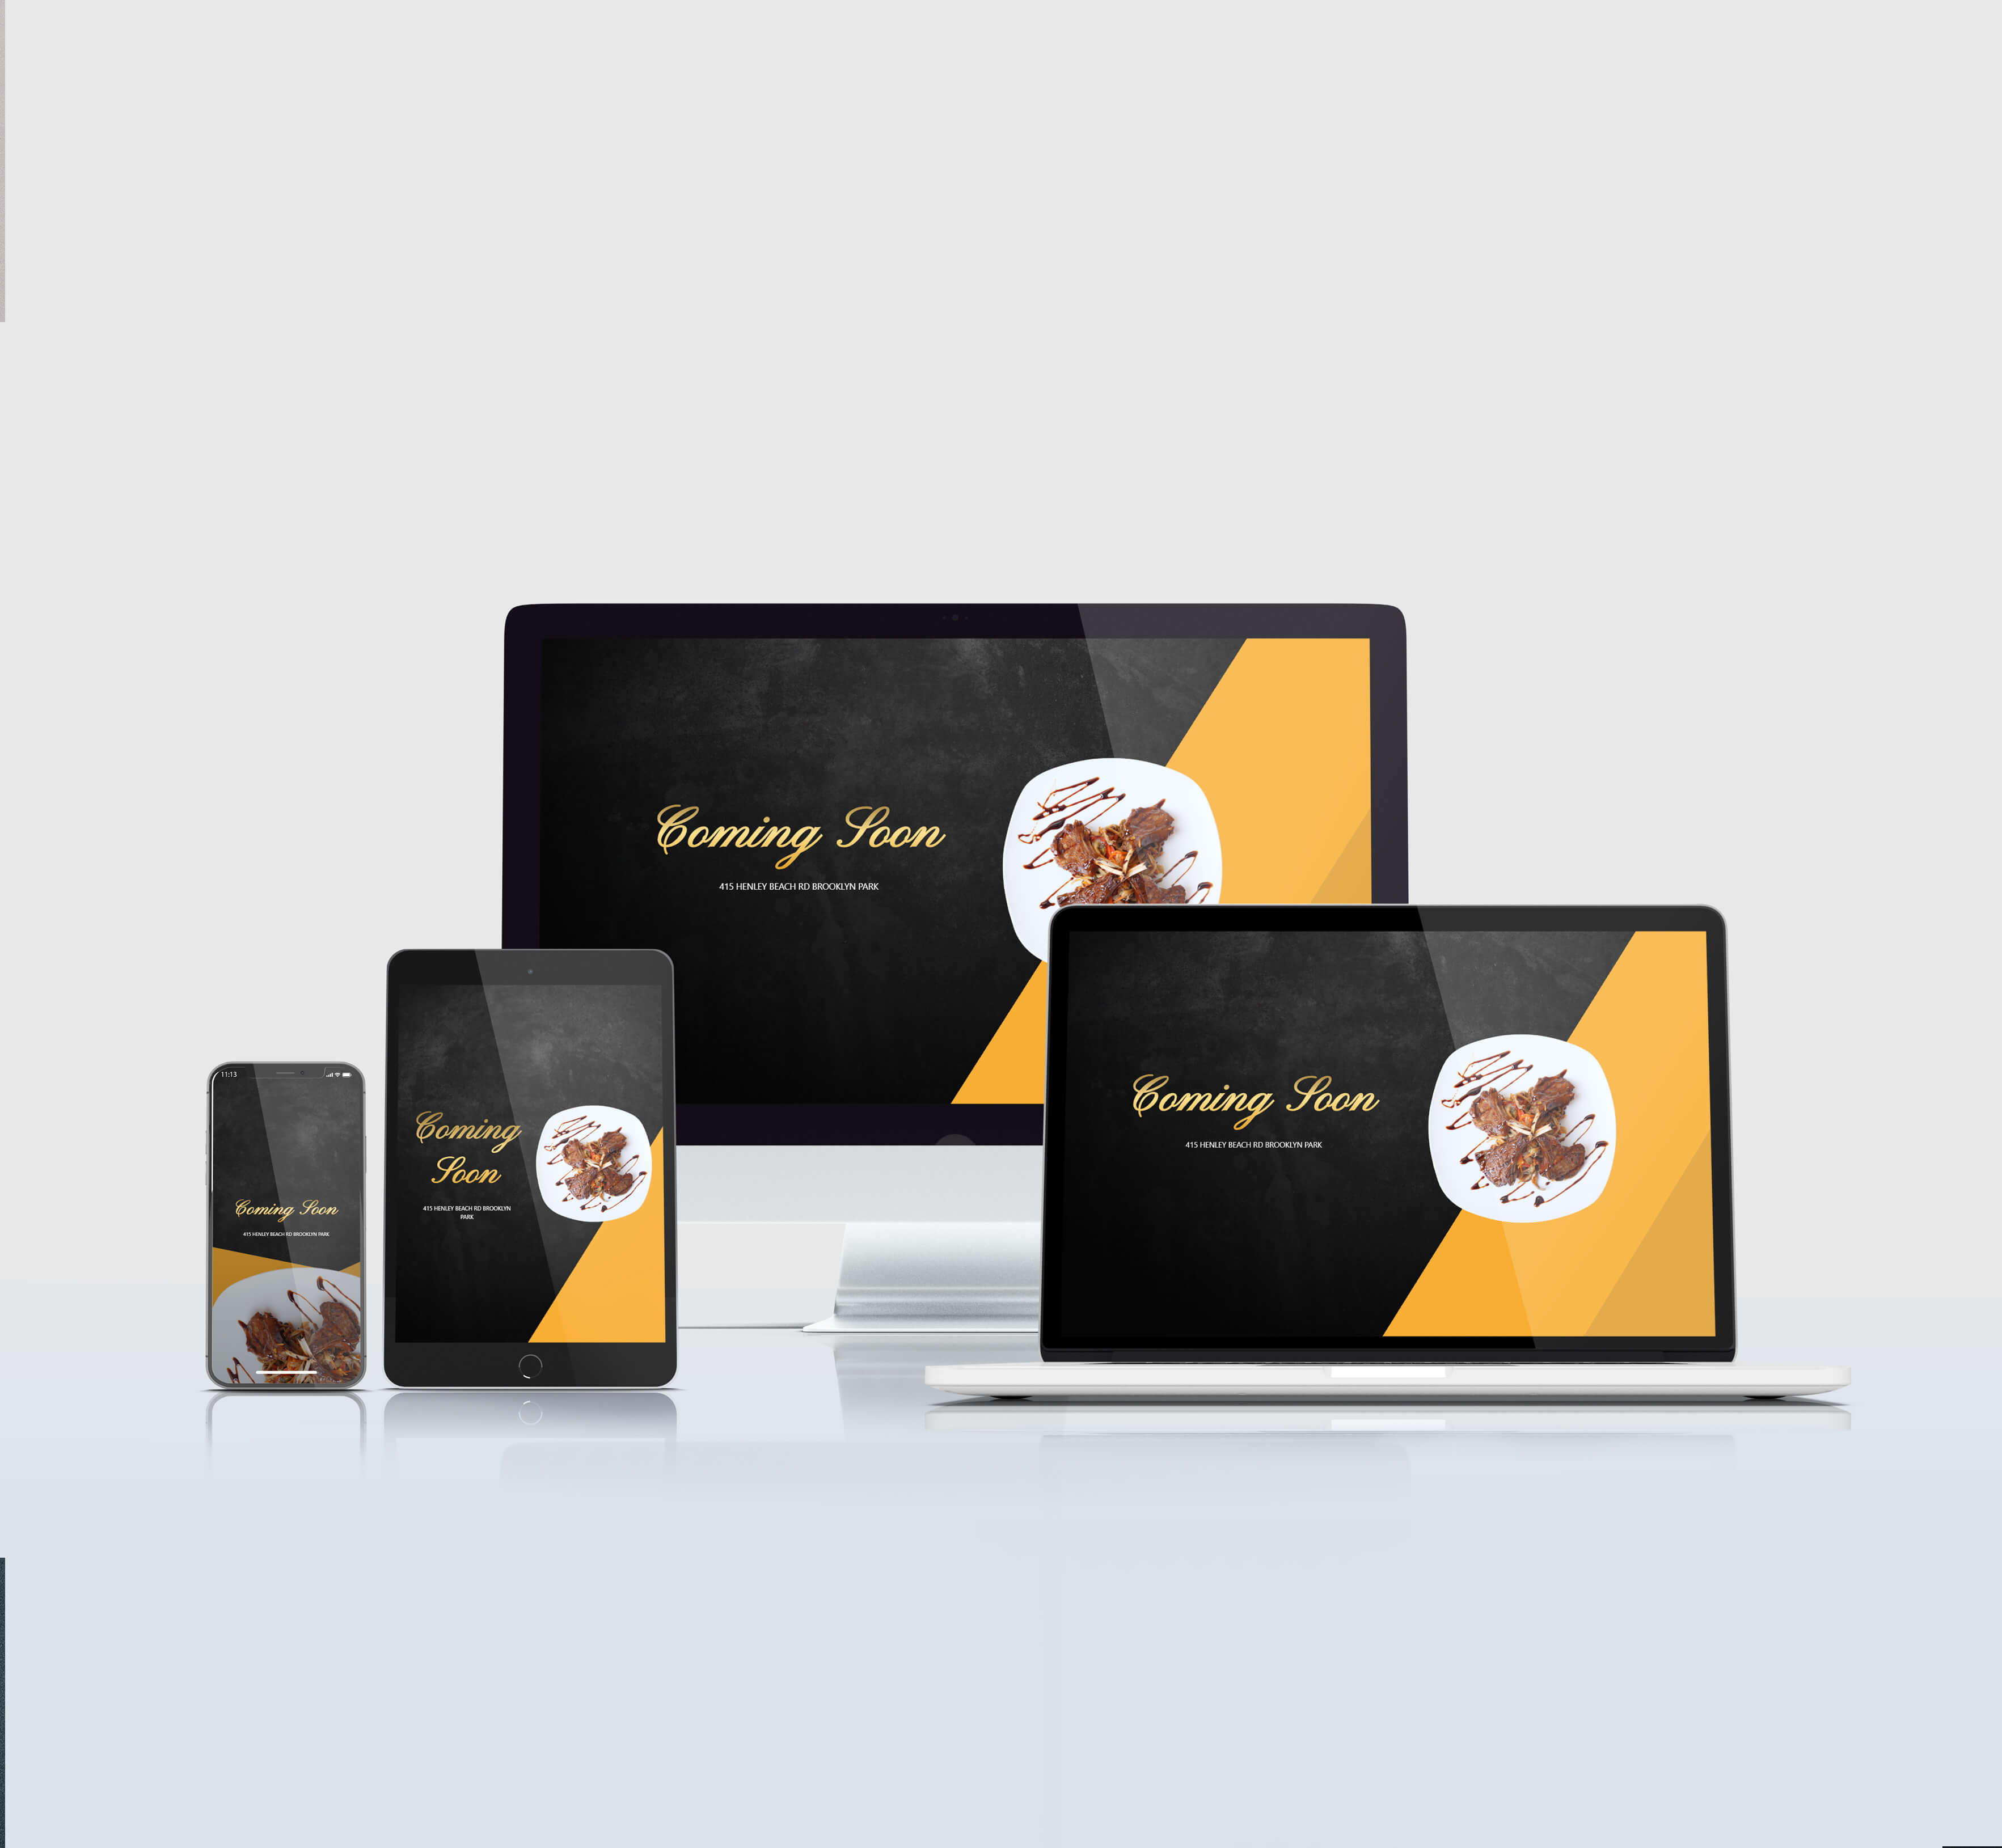 Coming Soon
415 HENLEY BEACH RD BROOKLYN PARK
Coming Soon
415 HENLEY BEACH RD BROOKLYN PARK
Coming
Soon
415 HENLEY BEACH RD BROOKLYN
PARK
11:13
Coming Soon
415 HENLEY BEACH RD BROOKLYN PARK